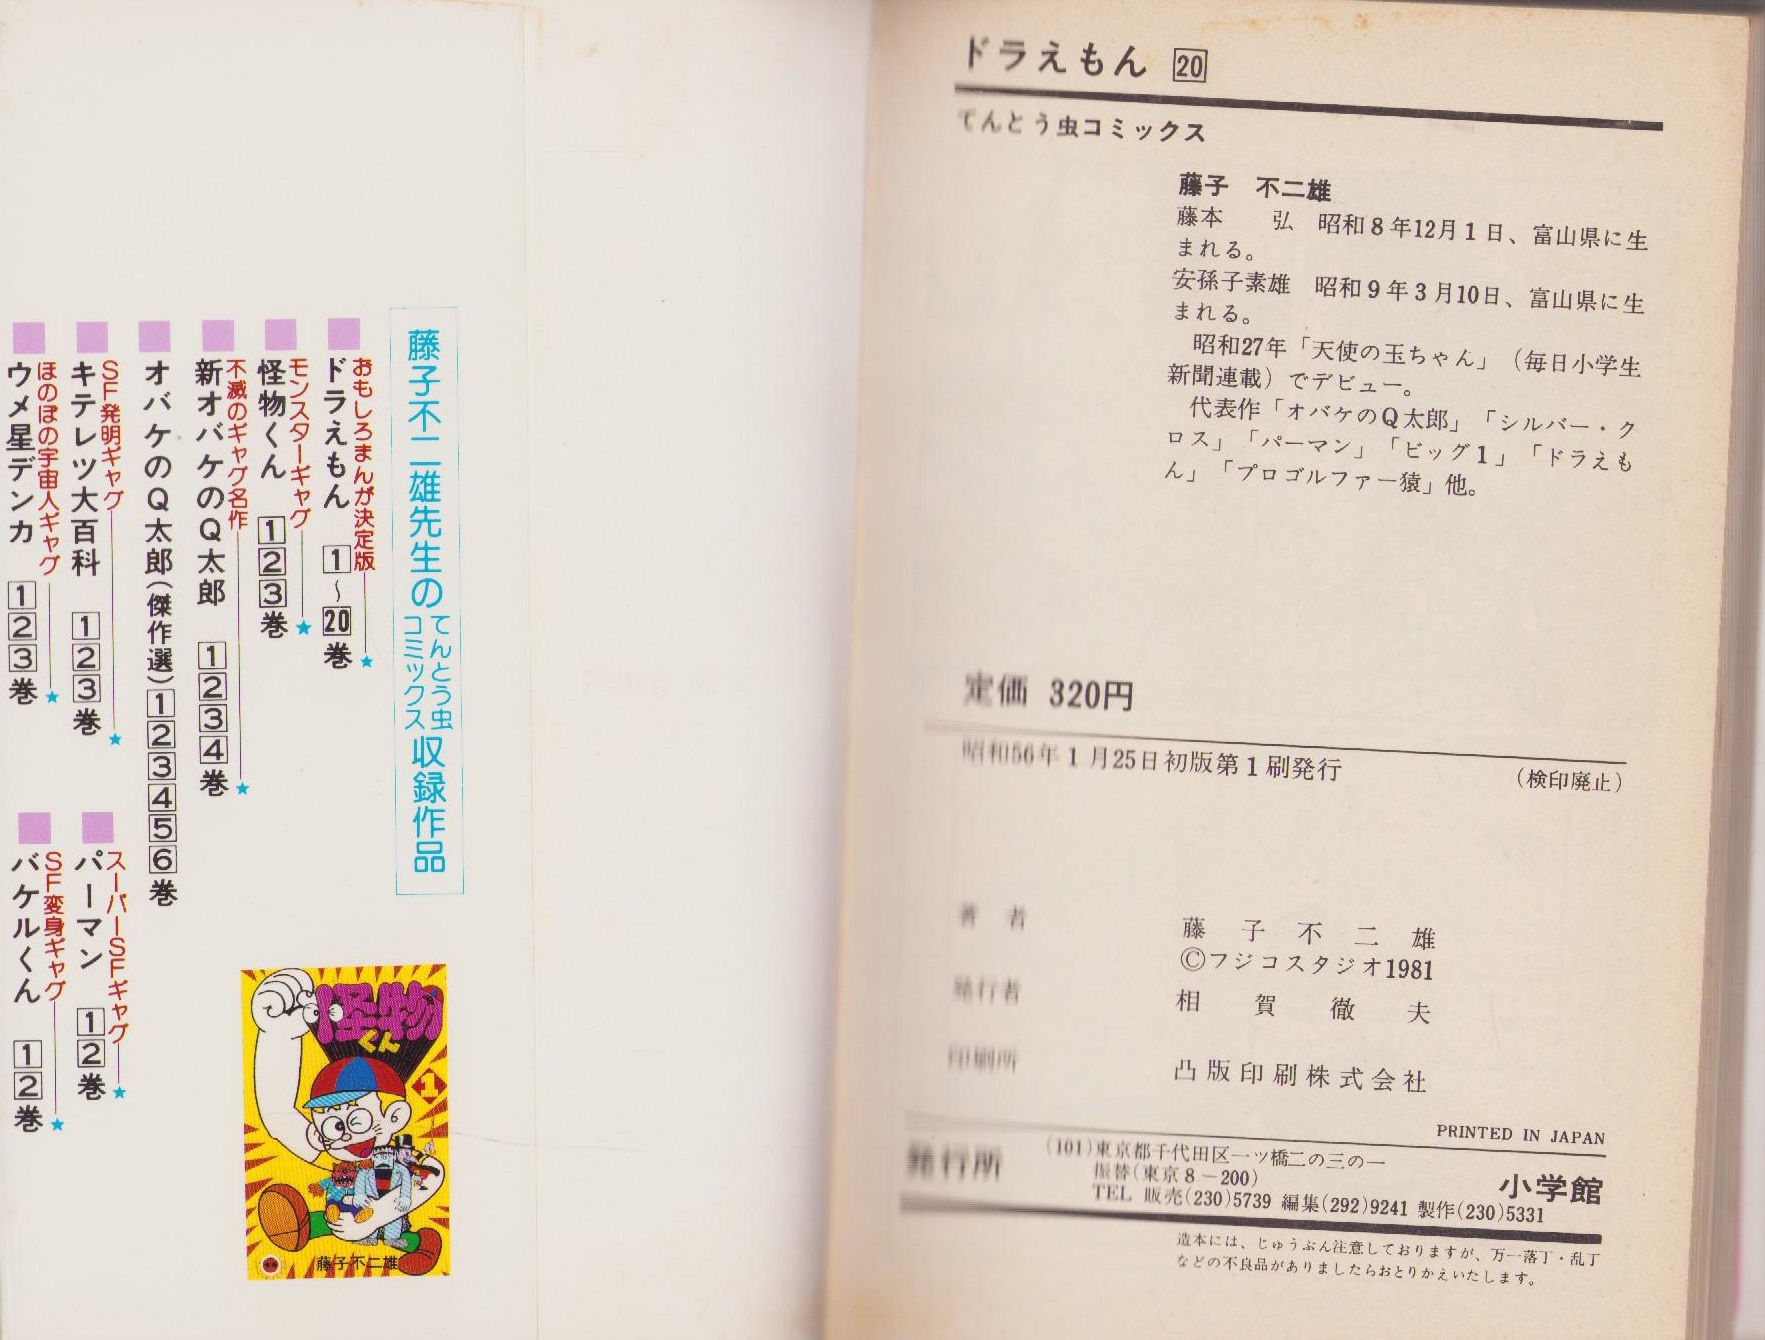 藤子不二雄先生のてんとう虫コミックス収録作品
おもしろまんが決定版
ドラえもん 1〜20巻★
モンスターギャグ
怪物くん 123巻★
不滅のギャグ名作
新オバケのQ太郎 1234巻★
オバケのQ太郎(傑作選)123456巻
SF発明ギャグ
キテレツ大百科 123巻★
スーパーSFギャグ
パーマン 12巻★
ほのぼの宇宙人ギャグ
ウメ星デンカ 123巻★
SF変身ギャグ
バケルくん 12巻★
怪物
くん
1
藤子不二雄
ドラえもん 20
てんとう虫コミックス
藤子 不二雄
藤本 弘 昭和8年12月1日、富山県に生
まれる。
安孫子素雄 昭和9年3月10日、富山県に生
まれる。
昭和27年「天使の玉ちゃん」(毎日小学生
新聞連載)でデビュー。
代表作「オバケのQ太郎」「シルバー・ク
ロス」「パーマン」「ビッグ1」「ドラえも
ん」「プロゴルファー猿」他。
定価 320円
昭和56年1月25日初版第1刷発行 (検印廃止)
著者 藤子不二雄
©フジコスタジオ1981
発行者 相賀徹夫
印刷所 凸版印刷株式会社
PRINTED IN JAPAN
発行所 (101)東京都千代田区一ツ橋二の三の一
振替(東京8-200)
小学館
TEL 販売(230)5739 編集(292)9241 製作(230)5331
造本には、じゅうぶん注意しておりますが、万一落丁・乱丁
などの不良品がありましたらおとりかえいたします。